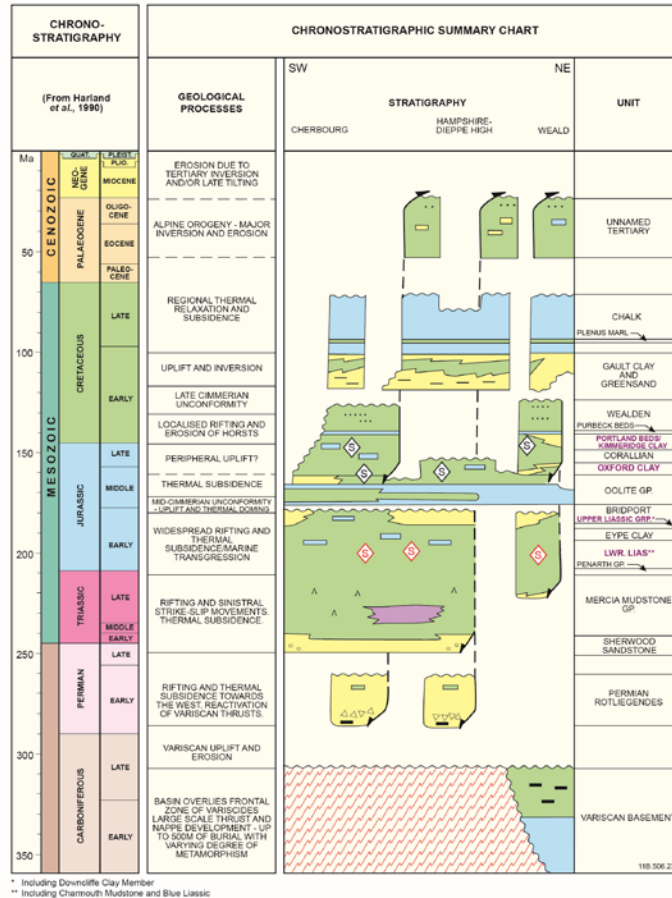 CHRONO-
STRATIGRAPHY
CHRONOSTRATIGRAPHIC SUMMARY CHART
(From Harland
et al., 1990)
GEOLOGICAL
PROCESSES
SW
NE
STRATIGRAPHY
CHERBOURG
HAMPSHIRE-
DIEPPE HIGH
WEALD
UNIT
Ma
50
100
150
200
250
300
350
CENOZOIC
MESOZOIC
QUAT.
NEO-
GENE
PALAEOGENE
CRETACEOUS
JURASSIC
TRIASSIC
PERMIAN
CARBONIFEROUS
PLEIST.
PLIO.
MIOCENE
OLIGO-
CENE
EOCENE
PALEO-
CENE
LATE
EARLY
LATE
MIDDLE
EARLY
LATE
MIDDLE
EARLY
LATE
EARLY
LATE
EARLY
EROSION DUE TO
TERTIARY INVERSION
AND/OR LATE TILTING
ALPINE OROGENY - MAJOR
INVERSION AND EROSION
REGIONAL THERMAL
RELAXATION AND
SUBSIDENCE
UPLIFT AND INVERSION
LATE CIMMERIAN
UNCONFORMITY
LOCALISED RIFTING AND
EROSION OF HORSTS
PERIPHERAL UPLIFT?
THERMAL SUBSIDENCE
MID-CIMMERIAN UNCONFORMITY
- UPLIFT AND THERMAL DOMING
WIDESPREAD RIFTING AND
THERMAL
SUBSIDENCE/MARINE
TRANSGRESSION
RIFTING AND SINISTRAL
STRIKE-SLIP MOVEMENTS.
THERMAL SUBSIDENCE.
RIFTING AND THERMAL
SUBSIDENCE TOWARDS
THE WEST. REACTIVATION
OF VARISCAN THRUSTS.
VARISCAN UPLIFT AND
EROSION
BASIN OVERLIES FRONTAL
ZONE OF VARISCIDES
LARGE SCALE THRUST AND
NAPPE DEVELOPMENT - UP
TO 500M OF BURIAL WITH
VARYING DEGREE OF
METAMORPHISM
S
S
S
S
S
S
S
UNNAMED
TERTIARY
CHALK
PLENUS MARL
GAULT CLAY
AND
GREENSAND
WEALDEN
PURBECK BEDS
PORTLAND BEDS/
KIMMERIDGE CLAY
CORALLIAN
OXFORD CLAY
OOLITE GP.
BRIDPORT
UPPER LIASSIC GRP.*
EYPE CLAY
LWR. LIAS**
PENARTH GP.
MERCIA MUDSTONE
GP.
SHERWOOD
SANDSTONE
PERMIAN
ROTLIEGENDES
VARISCAN BASEMENT
* Including Downcliffe Clay Member
** Including Charmouth Mudstone and Blue Liassic